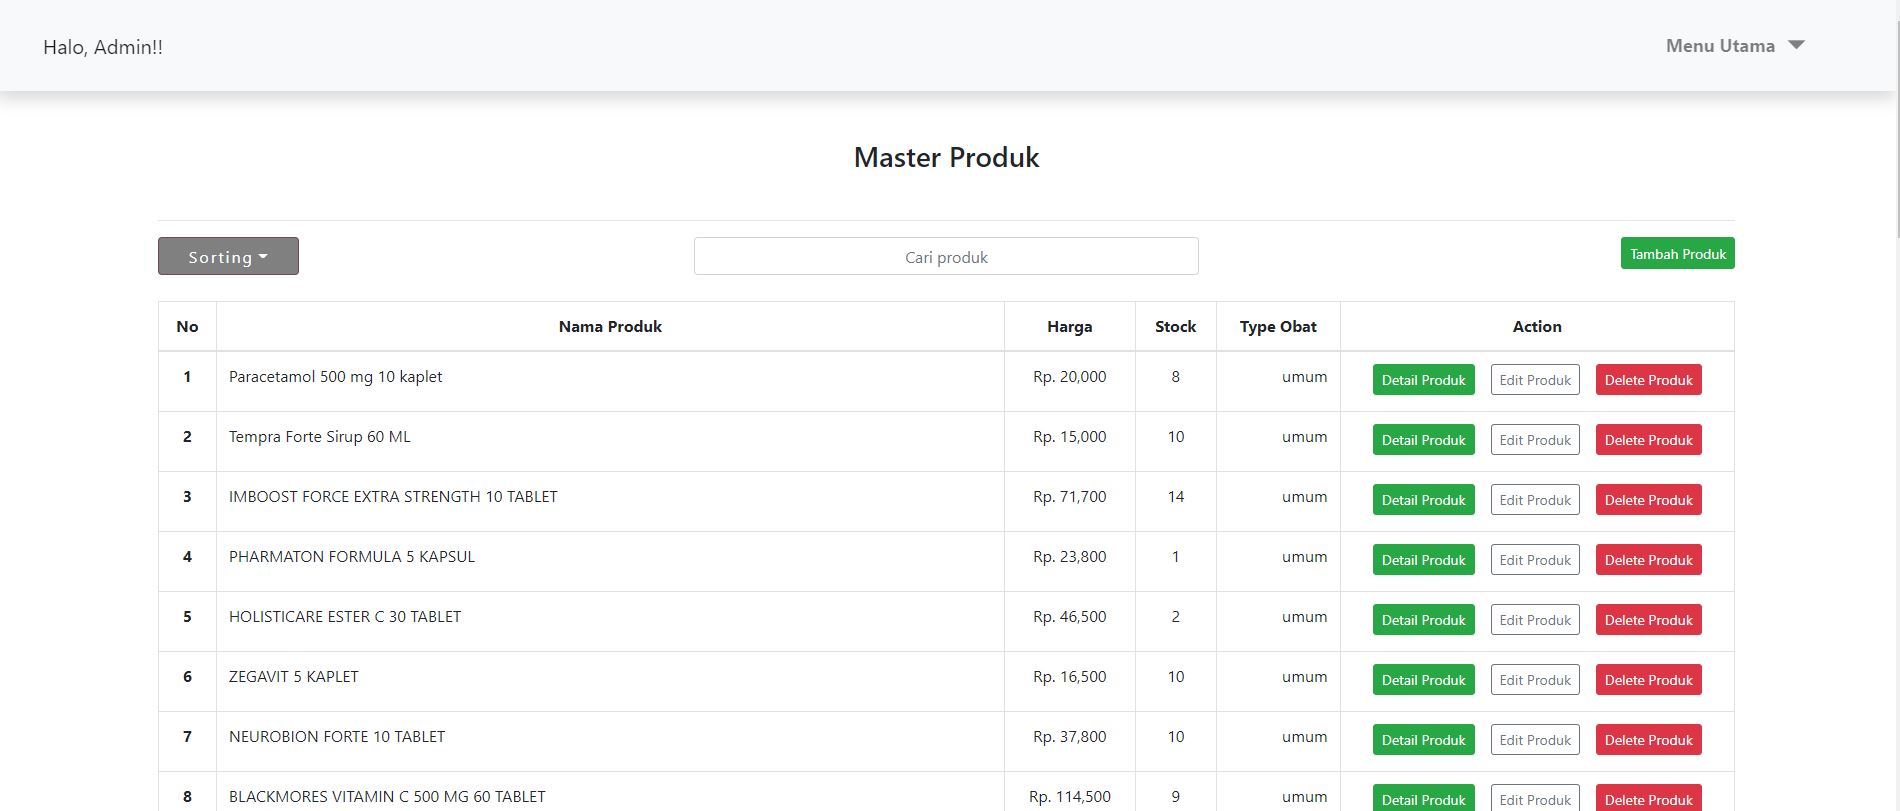 Halo, Admin!! Menu Utama
Master Produk
Sorting Cari produk Tambah Produk
No Nama Produk Harga Stock Type Obat Action
1 Paracetamol 500 mg 10 kaplet Rp. 20,000 8 umum Detail Produk Edit Produk Delete Produk
2 Tempra Forte Sirup 60 ML Rp. 15,000 10 umum Detail Produk Edit Produk Delete Produk
3 IMBOOST FORCE EXTRA STRENGTH 10 TABLET Rp. 71,700 14 umum Detail Produk Edit Produk Delete Produk
4 PHARMATON FORMULA 5 KAPSUL Rp. 23,800 1 umum Detail Produk Edit Produk Delete Produk
5 HOLISTICARE ESTER C 30 TABLET Rp. 46,500 2 umum Detail Produk Edit Produk Delete Produk
6 ZEGAVIT 5 KAPLET Rp. 16,500 10 umum Detail Produk Edit Produk Delete Produk
7 NEUROBION FORTE 10 TABLET Rp. 37,800 10 umum Detail Produk Edit Produk Delete Produk
8 BLACKMORES VITAMIN C 500 MG 60 TABLET Rp. 114,500 9 umum Detail Produk Edit Produk Delete Produk